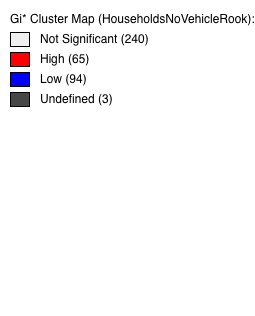 Gi* Cluster Map (HouseholdsNoVehicleRook):
Not Significant (240)
High (65)
Low (94)
Undefined (3)